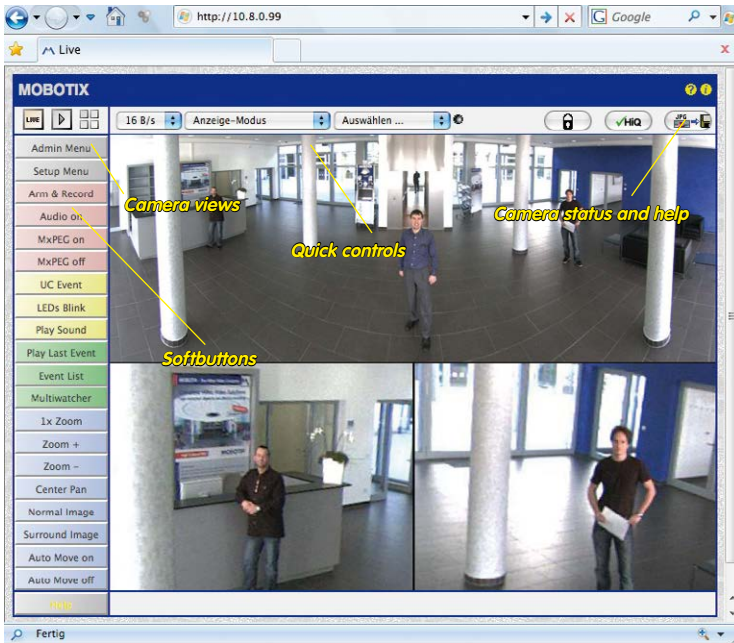 http://10.8.0.99
Google
Live
x
MOBOTIX
? i
LIVE
16 B/s
Anzeige-Modus
Auswählen ...
HiQ
JPG
Admin Menu
Setup Menu
Arm & Record
Audio on
MxPEG on
MxPEG off
UC Event
LEDs Blink
Play Sound
Play Last Event
Event List
Multiwatcher
1x Zoom
Zoom +
Zoom -
Center Pan
Normal Image
Surround Image
Auto Move on
Auto Move off
Help
Camera views
Quick controls
Camera status and help
Softbuttons
MOBOTIX
Fertig